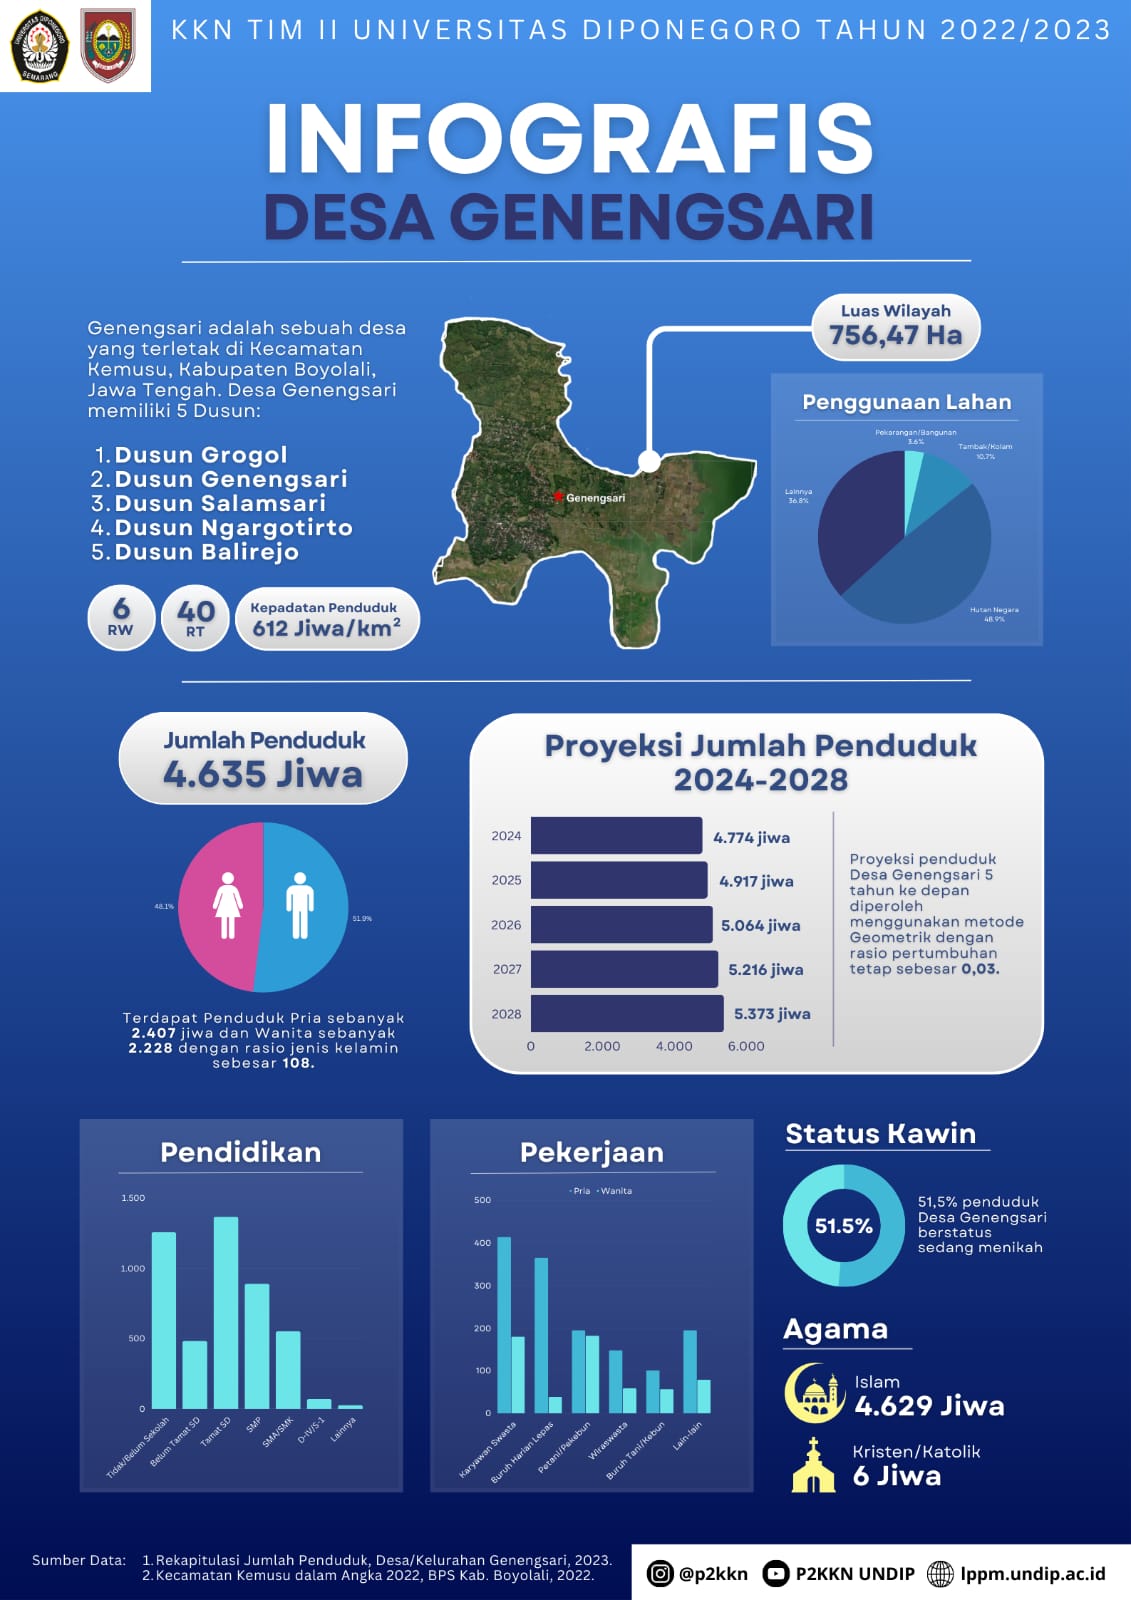 KKN TIM II UNIVERSITAS DIPONEGORO TAHUN 2022/2023
UNIVERSITAS DIPONEGORO
SEMARANG
INFOGRAFIS
DESA GENENGSARI
Genengsari adalah sebuah desa
yang terletak di Kecamatan
Kemusu, Kabupaten Boyolali,
Jawa Tengah. Desa Genengsari
memiliki 5 Dusun:
1. Dusun Grogol
2. Dusun Genengsari
3. Dusun Salamsari
4. Dusun Ngargotirto
5. Dusun Balirejo
6
RW
40
RT
Kepadatan Penduduk
612 Jiwa/km²
Genengsari
Luas Wilayah
756,47 Ha
Penggunaan Lahan
Pekarangan/Bangunan
3.6%
Tambak/Kolam
10.7%
Lainnya
36.8%
Hutan Negara
48.9%
Jumlah Penduduk
4.635 Jiwa
48.1%
51.9%
Terdapat Penduduk Pria sebanyak
2.407 jiwa dan Wanita sebanyak
2.228 dengan rasio jenis kelamin
sebesar 108.
Proyeksi Jumlah Penduduk
2024-2028
2024
4.774 jiwa
2025
4.917 jiwa
2026
5.064 jiwa
2027
5.216 jiwa
2028
5.373 jiwa
0
2.000
4.000
6.000
Proyeksi penduduk
Desa Genengsari 5
tahun ke depan
diperoleh
menggunakan metode
Geometrik dengan
rasio pertumbuhan
tetap sebesar 0,03.
Pendidikan
1.500
1.000
500
0
Tidak/Belum Sekolah
Belum Tamat SD
Tamat SD
SMP
SMA/SMK
D-IV/S-1
Lainnya
Pekerjaan
Pria
Wanita
500
400
300
200
100
0
Karyawan Swasta
Buruh Harian Lepas
Petani/Pekebun
Wiraswasta
Buruh Tani/Kebun
Lain-lain
Status Kawin
51.5%
51,5% penduduk
Desa Genengsari
berstatus
sedang menikah
Agama
Islam
4.629 Jiwa
Kristen/Katolik
6 Jiwa
Sumber Data: 1. Rekapitulasi Jumlah Penduduk, Desa/Kelurahan Genengsari, 2023.
2. Kecamatan Kemusu dalam Angka 2022, BPS Kab. Boyolali, 2022.
@p2kkn
P2KKN UNDIP
lppm.undip.ac.id